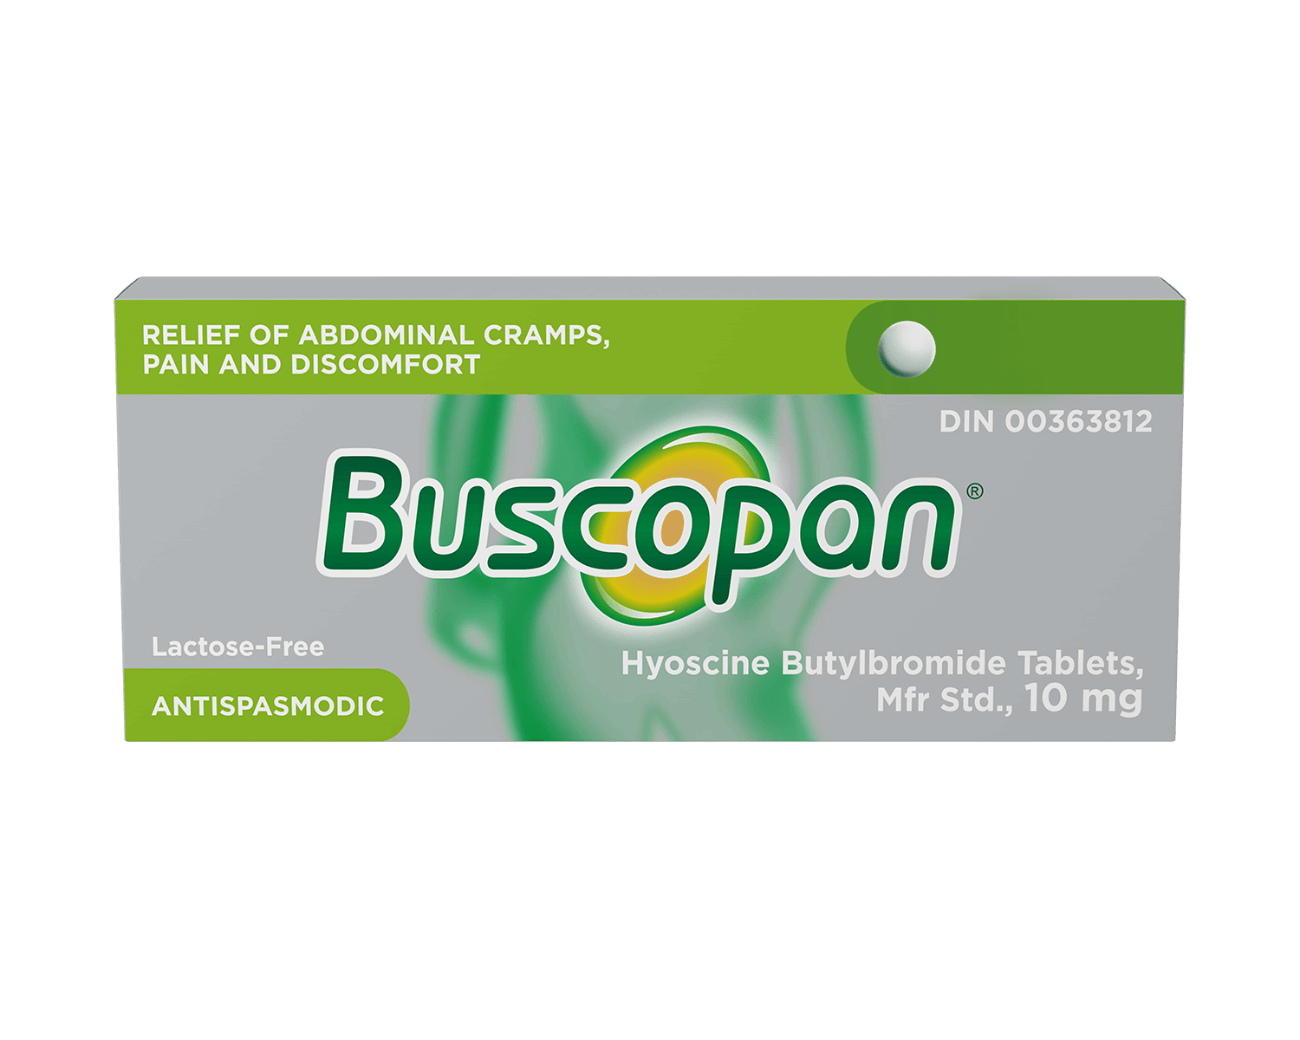 RELIEF OF ABDOMINAL CRAMPS,
PAIN AND DISCOMFORT
DIN 00363812
Buscopan®
Lactose-Free
Hyoscine Butylbromide Tablets,
Mfr Std., 10 mg
ANTISPASMODIC